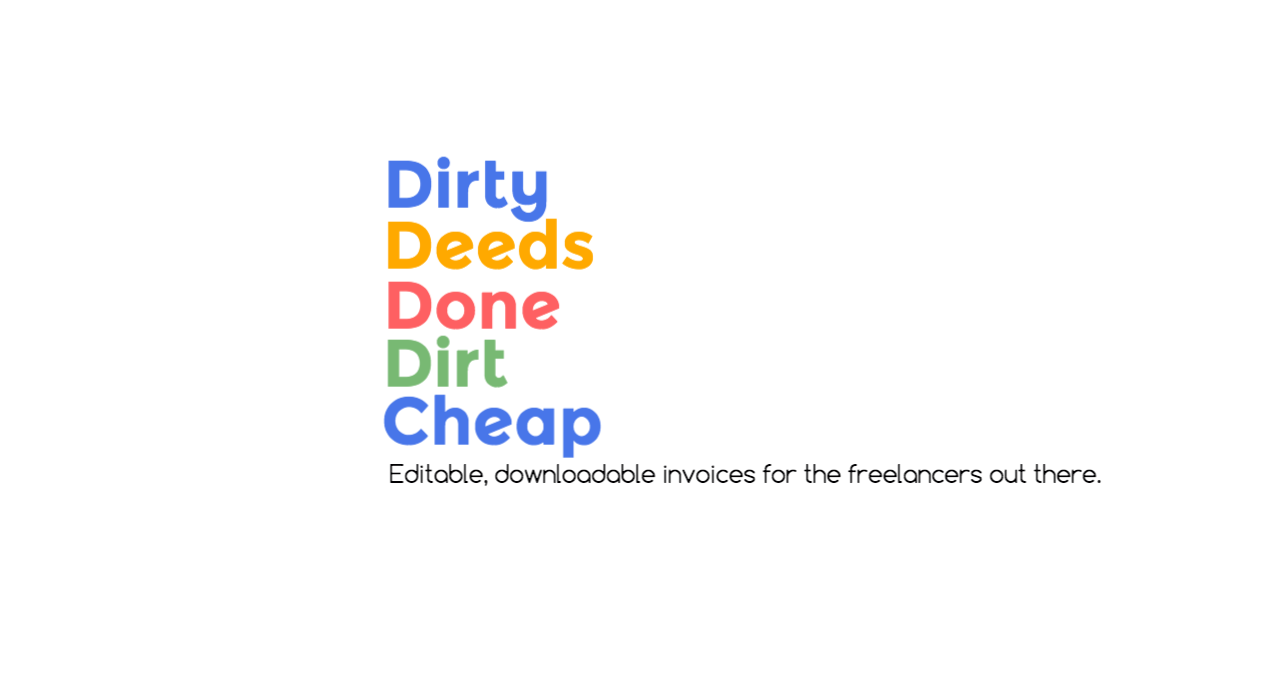 Dirty
Deeds
Done
Dirt
Cheap
Editable, downloadable invoices for the freelancers out there.